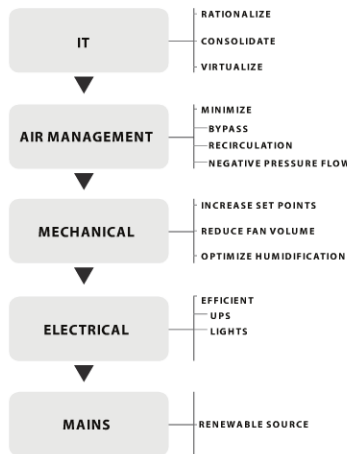 IT
RATIONALIZE
CONSOLIDATE
VIRTUALIZE
AIR MANAGEMENT
MINIMIZE
BYPASS
RECIRCULATION
NEGATIVE PRESSURE FLOW
MECHANICAL
INCREASE SET POINTS
REDUCE FAN VOLUME
OPTIMIZE HUMIDIFICATION
ELECTRICAL
EFFICIENT
UPS
LIGHTS
MAINS
RENEWABLE SOURCE